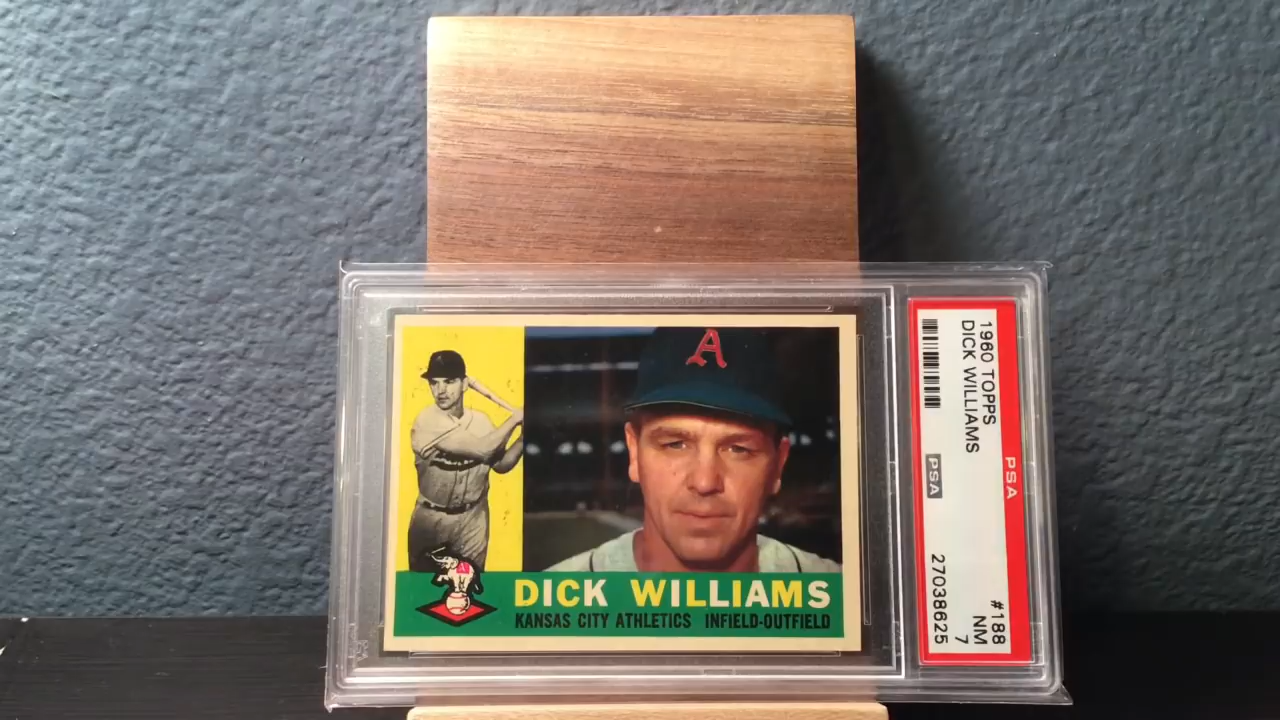 A
DICK WILLIAMS
KANSAS CITY ATHLETICS INFIELD-OUTFIELD
PSA
1960 TOPPS
DICK WILLIAMS
PSA
#188
NM
7
27038625